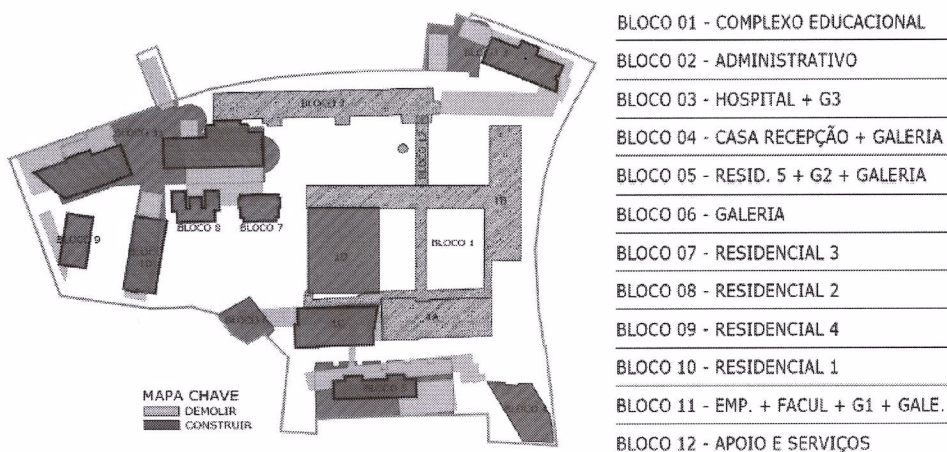 BLOCO 01 - COMPLEXO EDUCACIONAL
BLOCO 02 - ADMINISTRATIVO
BLOCO 03 - HOSPITAL + G3
BLOCO 04 - CASA RECEPÇÃO + GALERIA
BLOCO 05 - RESID. 5 + G2 + GALERIA
BLOCO 06 - GALERIA
BLOCO 07 - RESIDENCIAL 3
BLOCO 08 - RESIDENCIAL 2
BLOCO 09 - RESIDENCIAL 4
BLOCO 10 - RESIDENCIAL 1
BLOCO 11 - EMP. + FACUL + G1 + GALE.
BLOCO 12 - APOIO E SERVIÇOS
BLOCO 9
BLOCO 8
BLOCO 7
BLOCO 1
1B
1D
1C
MAPA CHAVE
DEMOLIR
CONSTRUIR